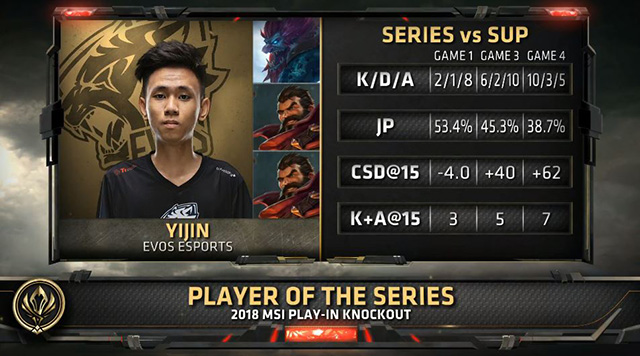 SERIES vs SUP
GAME 1 GAME 3 GAME 4
K/D/A 2/1/8 6/2/10 10/3/5
JP 53.4% 45.3% 38.7%
CSD@15 -4.0 +40 +62
K+A@15 3 5 7
EVOS
YIJIN
EVOS ESPORTS
PLAYER OF THE SERIES
2018 MSI PLAY-IN KNOCKOUT